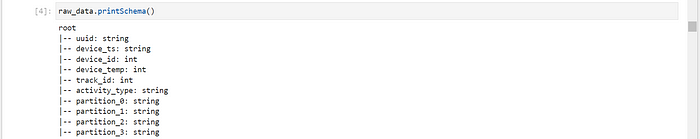 [4]: raw_data.printSchema()
root
|-- uuid: string
|-- device_ts: string
|-- device_id: int
|-- device_temp: int
|-- track_id: int
|-- activity_type: string
|-- partition_0: string
|-- partition_1: string
|-- partition_2: string
|-- partition_3: string